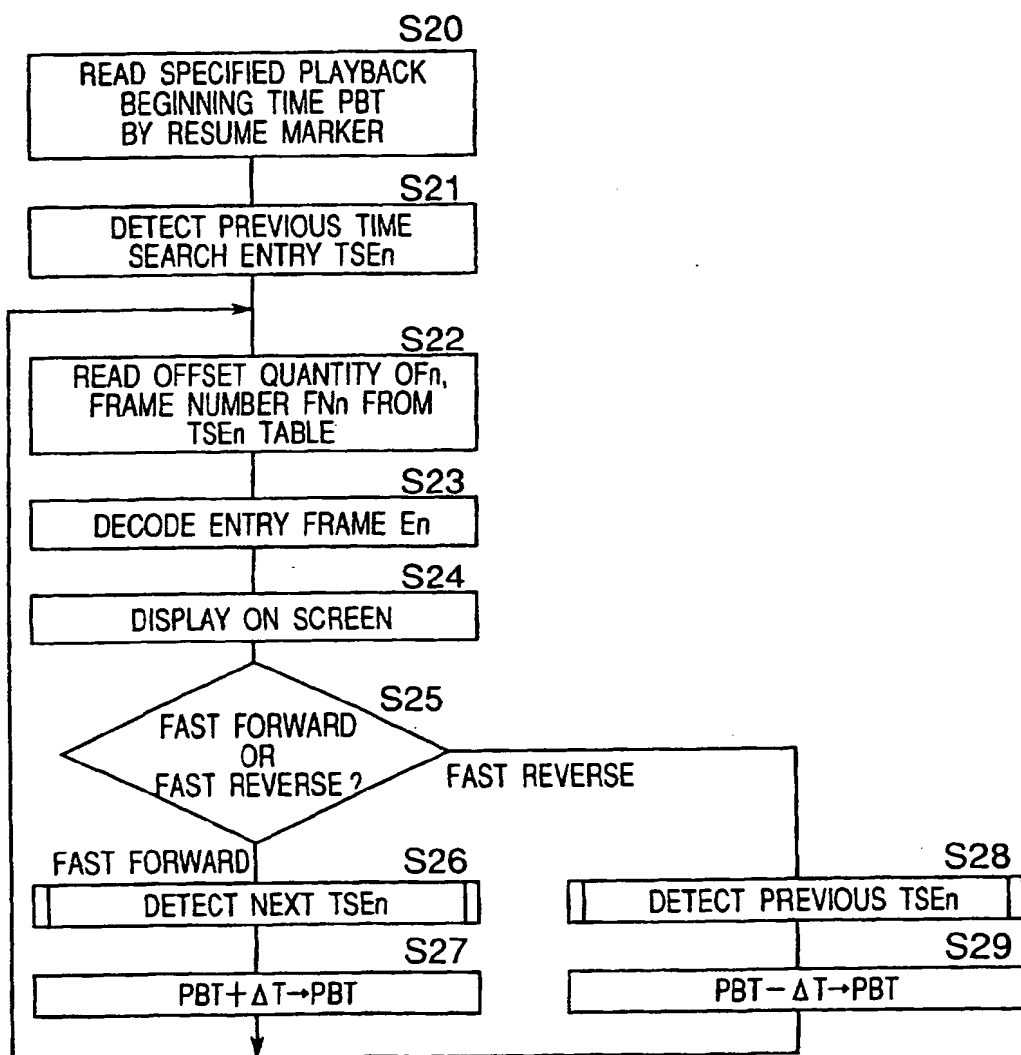 S20
READ SPECIFIED PLAYBACK
BEGINNING TIME PBT
BY RESUME MARKER
S21
DETECT PREVIOUS TIME
SEARCH ENTRY TSEn
S22
READ OFFSET QUANTITY OFn,
FRAME NUMBER FNn FROM
TSEn TABLE
S23
DECODE ENTRY FRAME En
S24
DISPLAY ON SCREEN
S25
FAST FORWARD
OR
FAST REVERSE?
FAST REVERSE
FAST FORWARD
S26
DETECT NEXT TSEn
S28
DETECT PREVIOUS TSEn
S27
PBT+ΔT→PBT
S29
PBT−ΔT→PBT